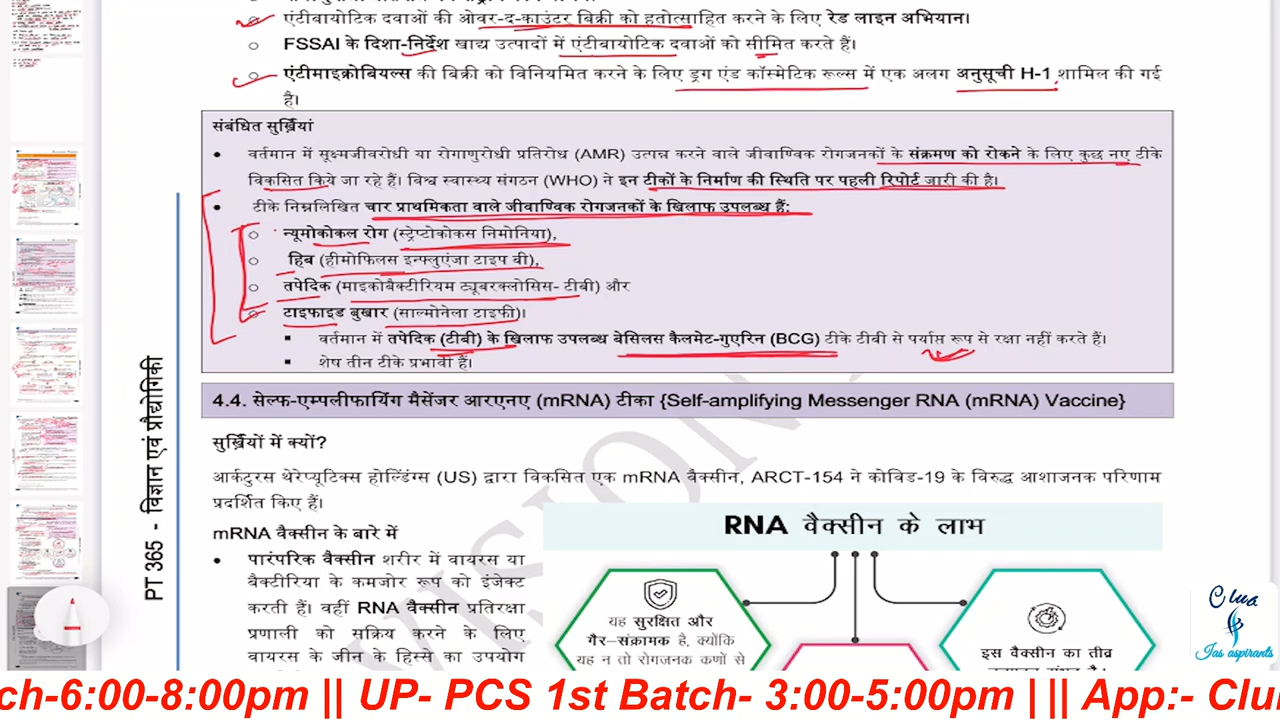 एंटीबायोटिक दवाओं की ओवर-द-काउंटर बिक्री को हतोत्साहित करने के लिए रेड लाइन अभियान।
FSSAI के दिशा-निर्देश खाद्य उत्पादों में एंटीबायोटिक दवाओं को सीमित करते हैं।
एंटीमाइक्रोबियल्स की बिक्री को विनियमित करने के लिए ड्रग एंड कॉस्मेटिक रूल्स में एक अलग अनुसूची H-1 शामिल की गई
है।
संबंधित सुर्ख़ियां
वर्तमान में सूक्ष्मजीवरोधी या रोगाणुरोधी प्रतिरोध (AMR) उत्पन्न करने वाले जीवाण्विक रोगजनकों के संक्रमण को रोकने के लिए कुछ नए टीके
विकसित किए जा रहे हैं। विश्व स्वास्थ्य संगठन (WHO) ने इन टीकों के निर्माण की स्थिति पर पहली रिपोर्ट जारी की है।
टीके निम्नलिखित चार प्राथमिकता वाले जीवाण्विक रोगजनकों के खिलाफ उपलब्ध हैं:
न्यूमोकोकल रोग (स्ट्रेप्टोकोकस निमोनिया),
हिब (हीमोफिलस इन्फ्लुएंजा टाइप बी),
तपेदिक (माइकोबैक्टीरियम ट्यूबरकुलोसिस- टीबी) और
टाइफाइड बुखार (साल्मोनेला टाइफी)।
वर्तमान में तपेदिक (टीबी) के खिलाफ उपलब्ध बेसिलस कैलमेट-गुएरिन (BCG) टीके टीबी से पर्याप्त रूप से रक्षा नहीं करते हैं।
शेष तीन टीके प्रभावी हैं
4.4. सेल्फ-एम्पलीफायिंग मैसेंजर आरएनए (mRNA) टीका {Self-amplifying Messenger RNA (mRNA) Vaccine}
सुर्ख़ियों में क्यों?
आर्कटुरस थेराप्यूटिक्स होल्डिंग्स (US) द्वारा विकसित एक mRNA वैक्सीन, ARCT-154 ने कोविड-19 के विरुद्ध आशाजनक परिणाम
प्रदर्शित किए हैं।
mRNA वैक्सीन के बारे में
RNA वैक्सीन के लाभ
पारंपरिक वैक्सीन शरीर में वायरस या
बैक्टीरिया के कमजोर रूप को इंजेक्ट
करती हैं। वहीं RNA वैक्सीन प्रतिरक्षा
प्रणाली को सक्रिय करने के लिए
वायरस के जीन के हिस्से का उपयोग
यह सुरक्षित और
गैर-संक्रामक है, क्योंकि
यह न तो रोगजनक कणों से
इस वैक्सीन का तीव्र
PT 365 - विज्ञान एवं प्रौद्योगिकी
Clua
Ias aspirants
ch-6:00-8:00pm || UP- PCS 1st Batch- 3:00-5:00pm | || App:- Clu